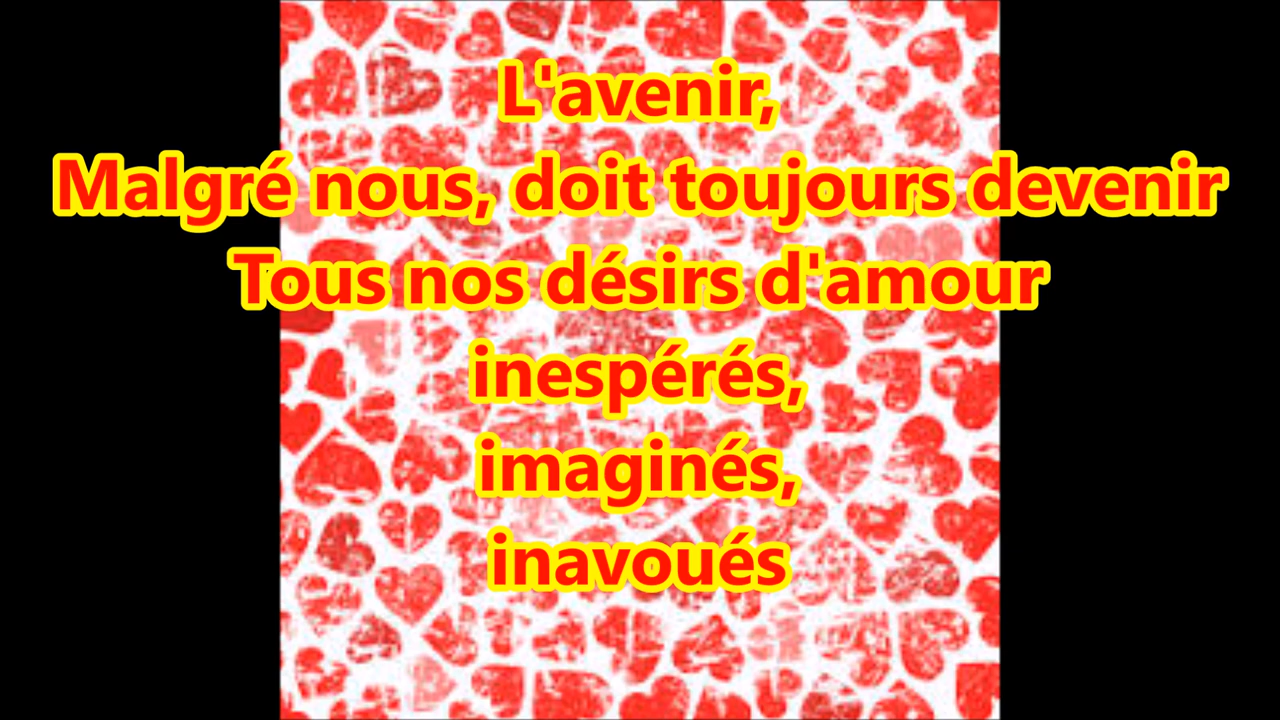 L'avenir,
Malgré nous, doit toujours devenir
Tous nos désirs d'amour
inespérés,
imaginés,
inavoués